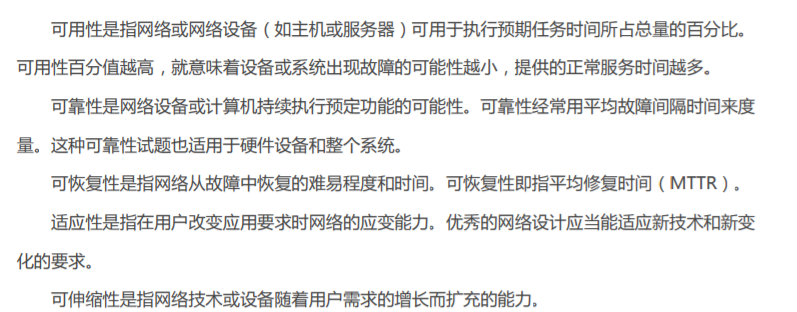 可用性是指网络或网络设备（如主机或服务器）可用于执行预期任务时间所占总量的百分比。
可用性百分值越高，就意味着设备或系统出现故障的可能性越小，提供的正常服务时间越多。
可靠性是网络设备或计算机持续执行预定功能的可能性。可靠性经常用平均故障间隔时间来度
量。这种可靠性试题也适用于硬件设备和整个系统。
可恢复性是指网络从故障中恢复的难易程度和时间。可恢复性即指平均修复时间（MTTR）。
适应性是指在用户改变应用要求时网络的应变能力。优秀的网络设计应当能适应新技术和新变
化的要求。
可伸缩性是指网络技术或设备随着用户需求的增长而扩充的能力。